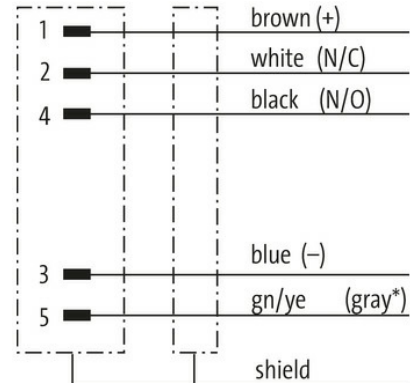 1 brown (+)
2 white (N/C)
4 black (N/O)
3 blue (–)
5 gn/ye (gray*)
shield